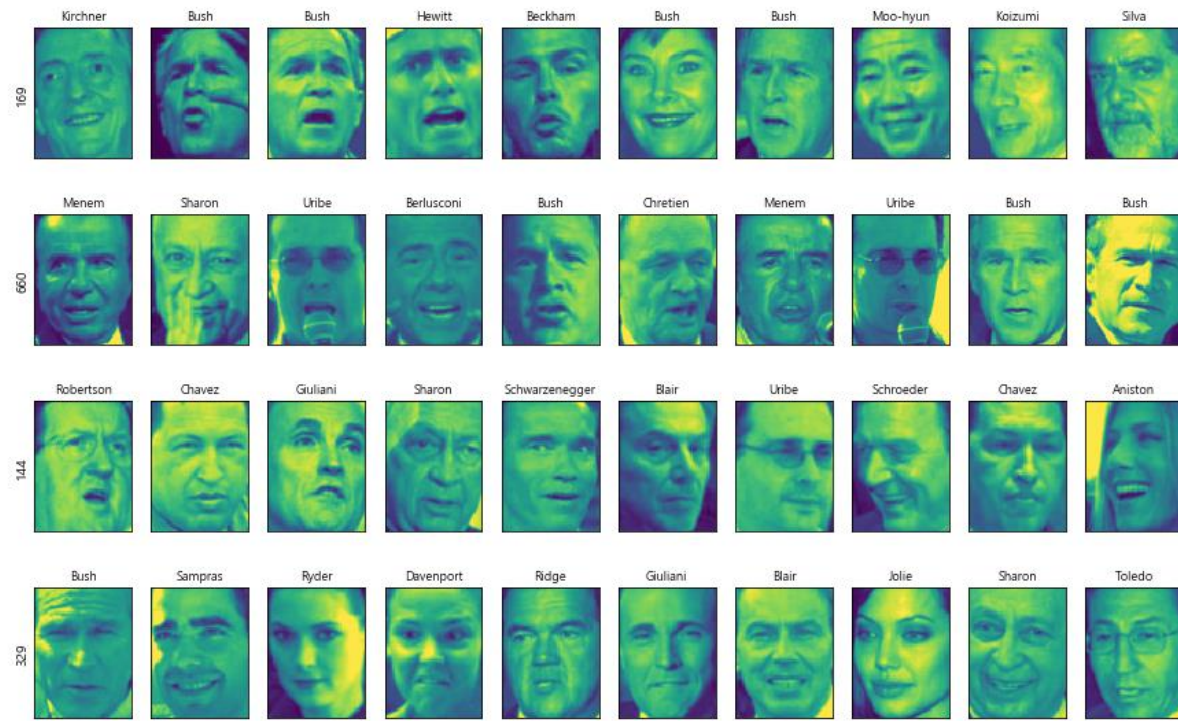 Kirchner Bush Bush Hewitt Beckham Bush Bush Moo-hyun Koizumi Silva
169
Menem Sharon Uribe Berlusconi Bush Chretien Menem Uribe Bush Bush
660
Robertson Chavez Giuliani Sharon Schwarzenegger Blair Uribe Schroeder Chavez Aniston
144
Bush Sampras Ryder Davenport Ridge Giuliani Blair Jolie Sharon Toledo
329